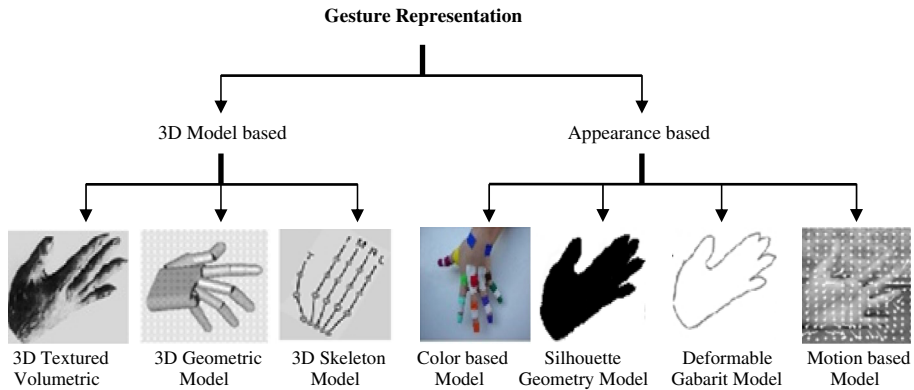 Gesture Representation
3D Model based
Appearance based
3D Textured
Volumetric
3D Geometric
Model
3D Skeleton
Model
Color based
Model
Silhouette
Geometry Model
Deformable
Gabarit Model
Motion based
Model